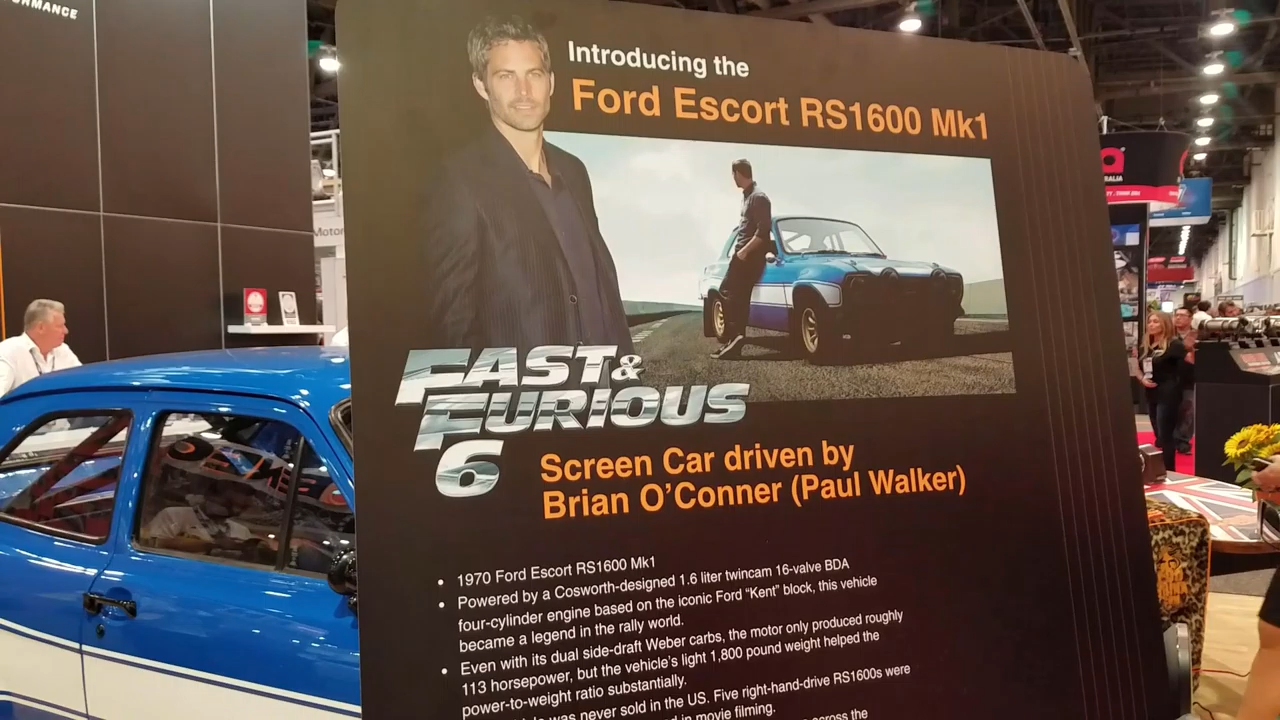 Introducing the
Ford Escort RS1600 Mk1
FAST &
FURIOUS
6
Screen Car driven by
Brian O'Conner (Paul Walker)
• 1970 Ford Escort RS1600 Mk1
• Powered by a Cosworth-designed 1.6 liter twincam 16-valve BDA
four-cylinder engine based on the iconic Ford "Kent" block, this vehicle
became a legend in the rally world.
• Even with its dual side-draft Weber carbs, the motor only produced roughly
113 horsepower, but the vehicle's light 1,800 pound weight helped the
power-to-weight ratio substantially.
was never sold in the US. Five right-hand-drive RS1600s were
in movie filming.
across the
Motor